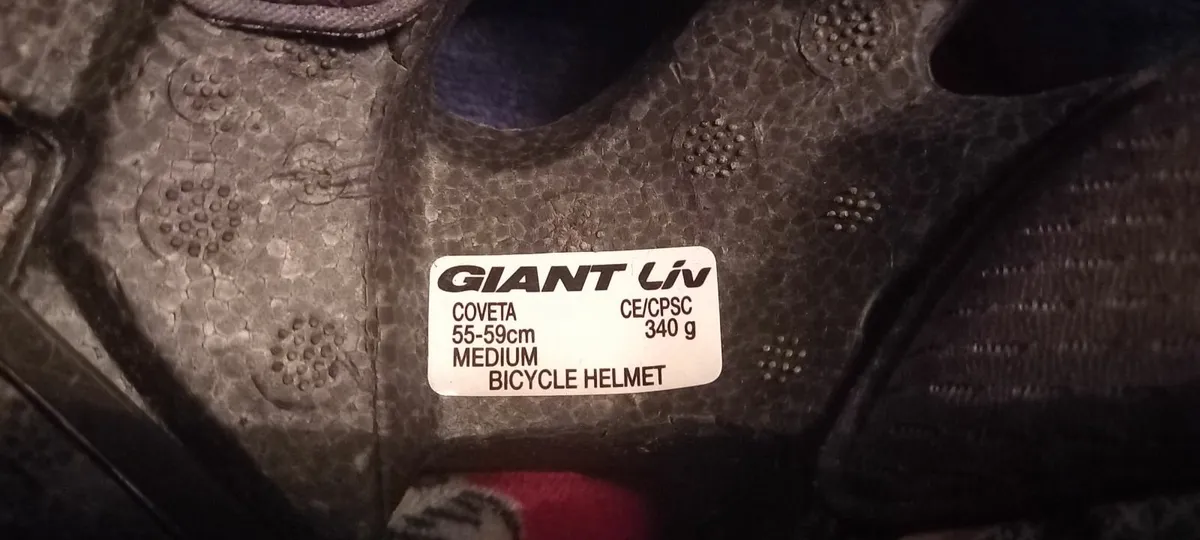 GIANT Liv
COVETA CE/CPSC
55-59cm 340 g
MEDIUM
BICYCLE HELMET